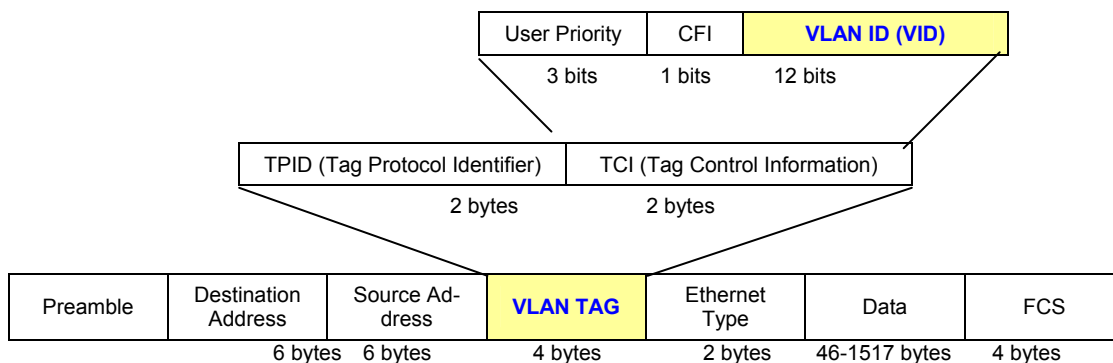 User Priority CFI VLAN ID (VID)
3 bits 1 bits 12 bits
TPID (Tag Protocol Identifier) TCI (Tag Control Information)
2 bytes 2 bytes
Preamble
Destination
Address
Source Ad-
dress
VLAN TAG
Ethernet
Type
Data
FCS
6 bytes 6 bytes 4 bytes 2 bytes 46-1517 bytes 4 bytes